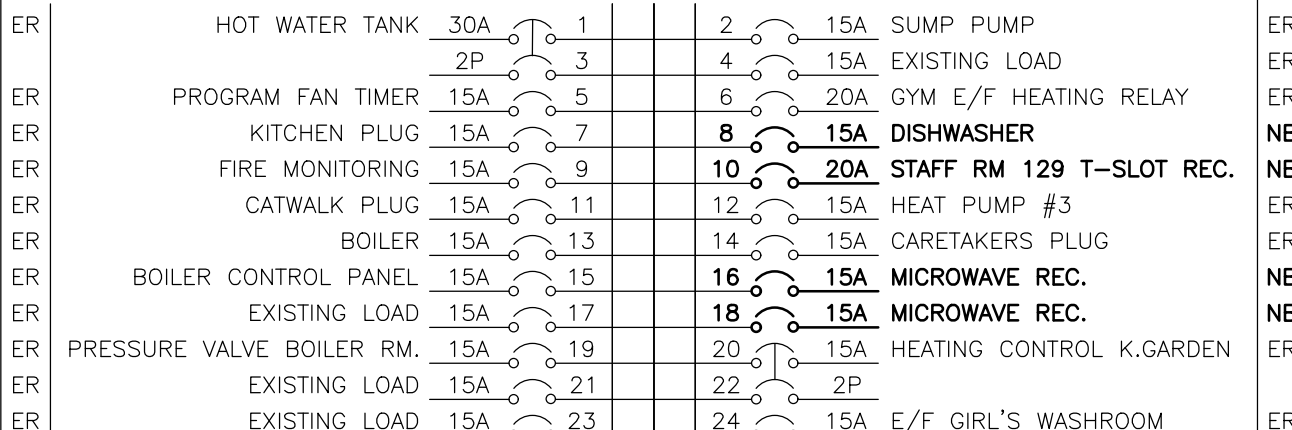 ER HOT WATER TANK 30A 1 2 15A SUMP PUMP ER
2P 3 4 15A EXISTING LOAD ER
ER PROGRAM FAN TIMER 15A 5 6 20A GYM E/F HEATING RELAY ER
ER KITCHEN PLUG 15A 7 8 15A DISHWASHER NE
ER FIRE MONITORING 15A 9 10 20A STAFF RM 129 T-SLOT REC. NE
ER CATWALK PLUG 15A 11 12 15A HEAT PUMP #3 ER
ER BOILER 15A 13 14 15A CARETAKERS PLUG ER
ER BOILER CONTROL PANEL 15A 15 16 15A MICROWAVE REC. NE
ER EXISTING LOAD 15A 17 18 15A MICROWAVE REC. NE
ER PRESSURE VALVE BOILER RM. 15A 19 20 15A HEATING CONTROL K.GARDEN ER
ER EXISTING LOAD 15A 21 22 2P
ER EXISTING LOAD 15A 23 24 15A E/F GIRL'S WASHROOM ER